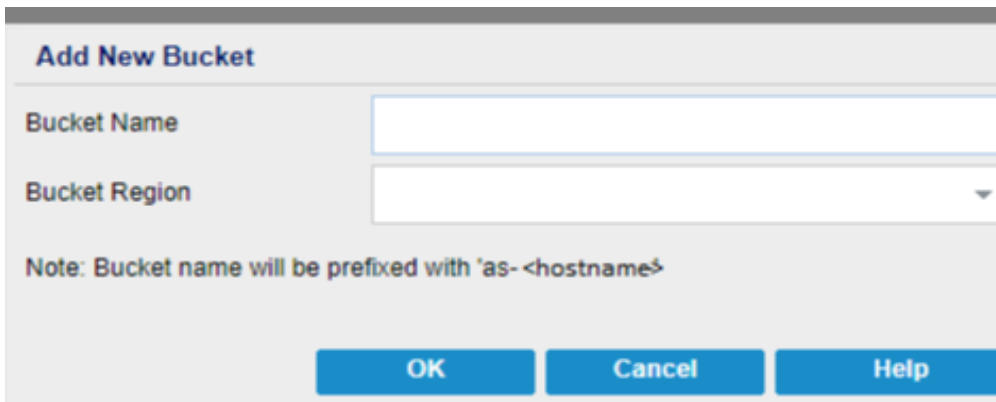 Add New Bucket
Bucket Name
Bucket Region
Note: Bucket name will be prefixed with 'as-<hostname>'
OK Cancel Help